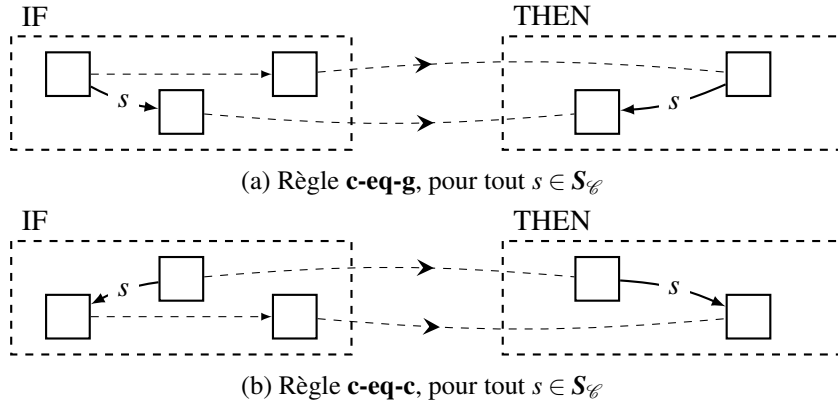 IF THEN
s s
(a) Règle c-eq-g, pour tout s ∈ S𝒞
IF THEN
s s
(b) Règle c-eq-c, pour tout s ∈ S𝒞